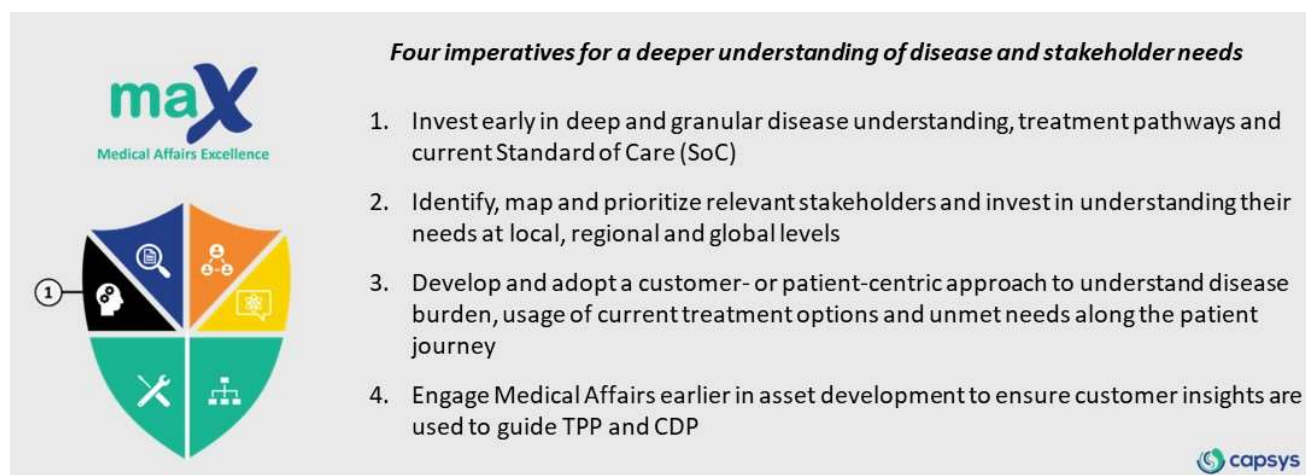 Four imperatives for a deeper understanding of disease and stakeholder needs
maX
Medical Affairs Excellence
1
1. Invest early in deep and granular disease understanding, treatment pathways and
current Standard of Care (SoC)
2. Identify, map and prioritize relevant stakeholders and invest in understanding their
needs at local, regional and global levels
3. Develop and adopt a customer- or patient-centric approach to understand disease
burden, usage of current treatment options and unmet needs along the patient
journey
4. Engage Medical Affairs earlier in asset development to ensure customer insights are
used to guide TPP and CDP
capsys